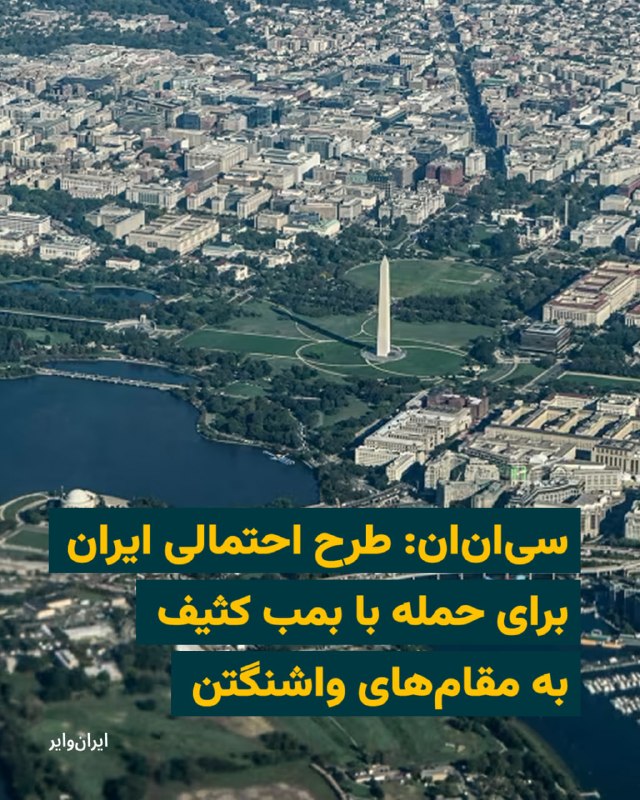 سی‌ان‌ان: طرح احتمالی ایران
برای حمله با بمب کثیف
به مقام‌های واشنگتن
ایران‌وایر